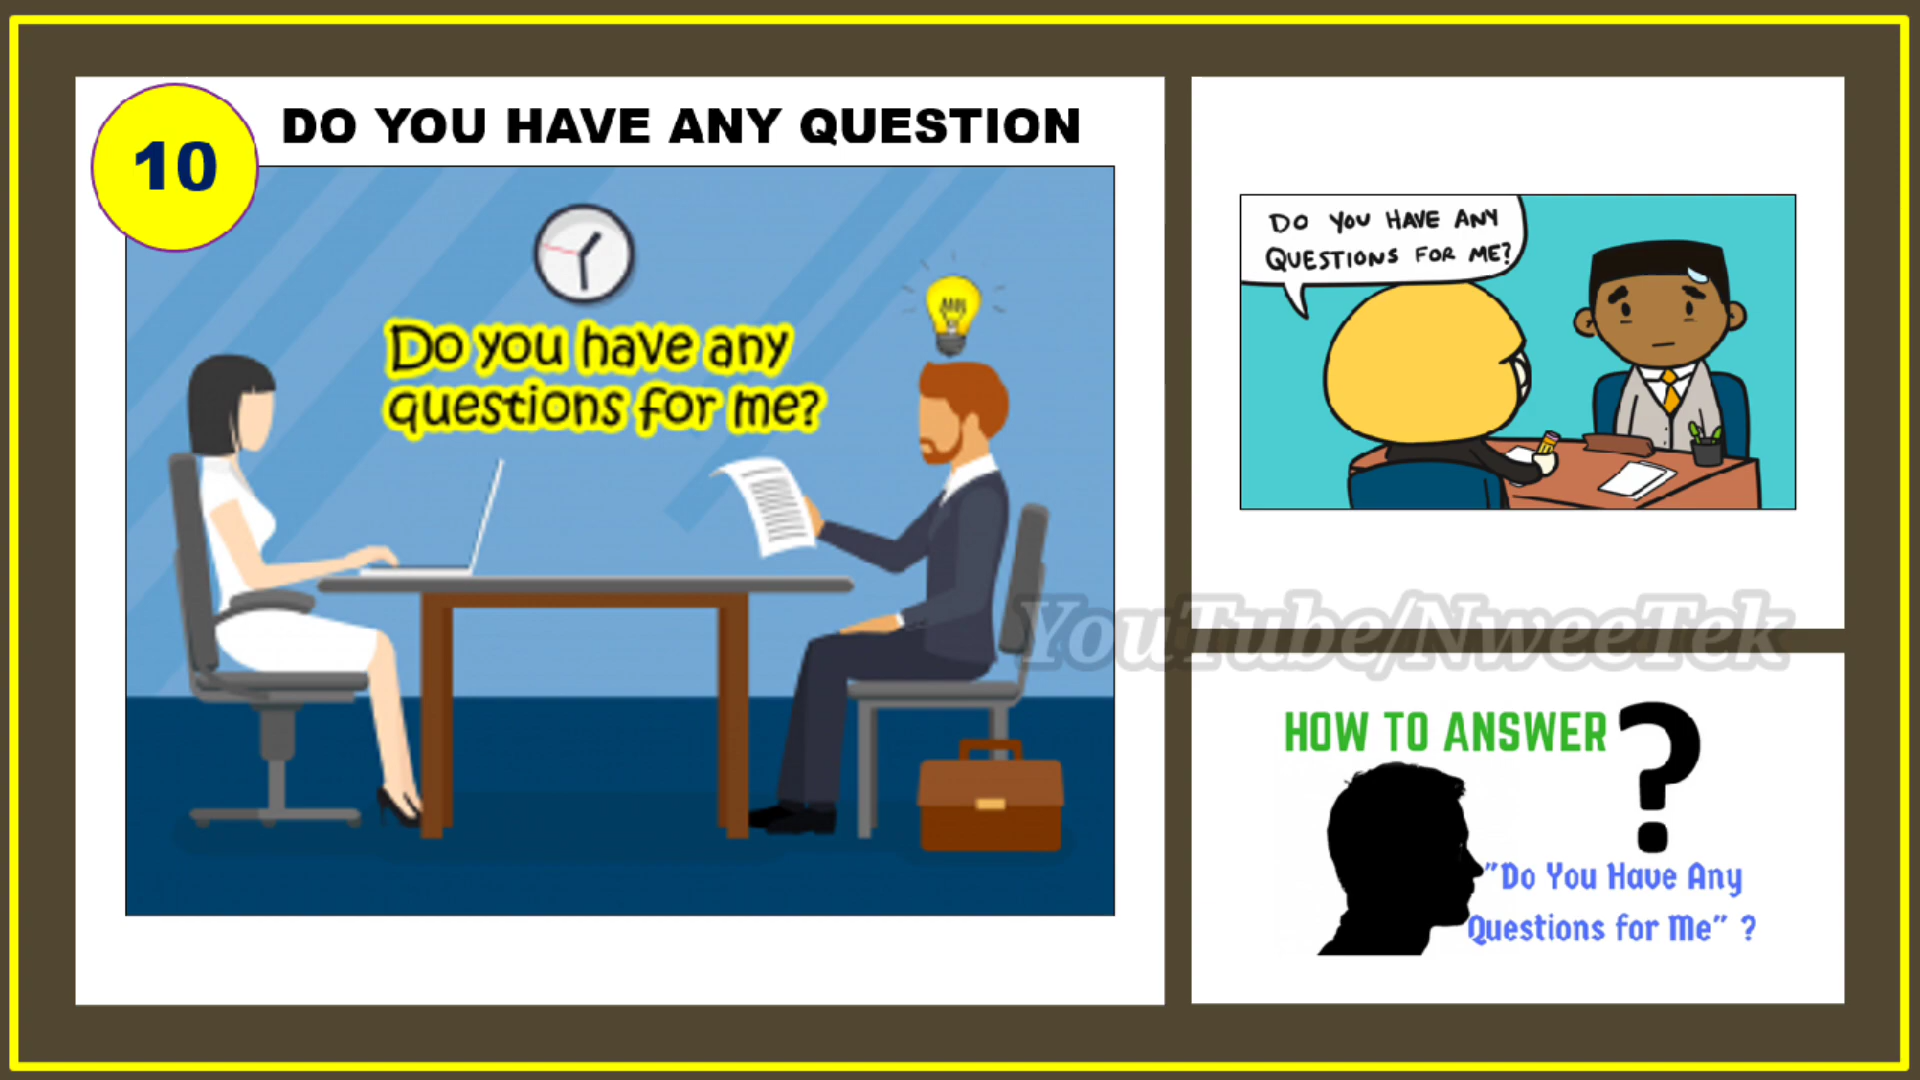 10
DO YOU HAVE ANY QUESTION
Do you have any
questions for me?
DO YOU HAVE ANY
QUESTIONS FOR ME?
YouTube/NweeTek
HOW TO ANSWER ?
"Do You Have Any
Questions for Me" ?